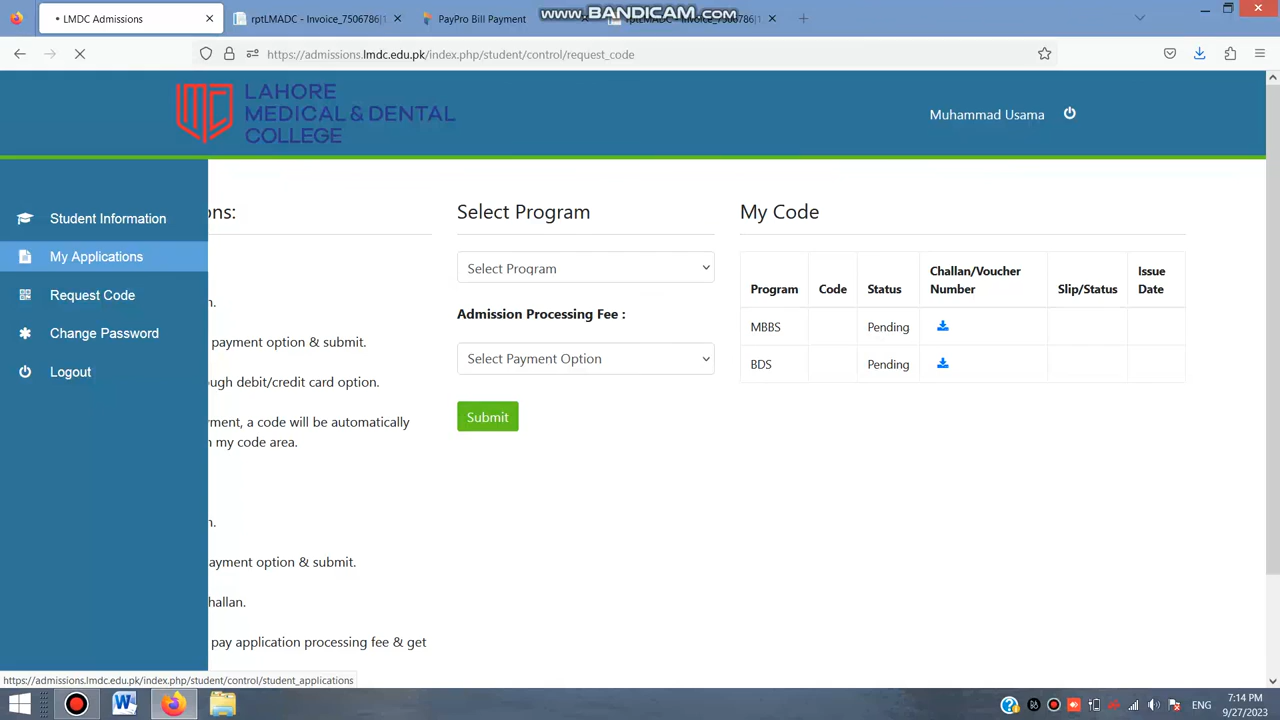 LMDC Admissions
rptLMADC - Invoice_7506786[1
PayPro Bill Payment
rptLMADC - Invoice_7506786[1
www.BANDICAM.com
https://admissions.lmdc.edu.pk/index.php/student/control/request_code
LAHORE
MEDICAL & DENTAL
COLLEGE
Muhammad Usama
Student Information
My Applications
Request Code
Change Password
Logout
ons:
n.
payment option & submit.
ugh debit/credit card option.
ment, a code will be automatically
n my code area.
n.
ayment option & submit.
hallan.
pay application processing fee & get
Select Program
Select Program
Admission Processing Fee :
Select Payment Option
Submit
My Code
Program Code Status Challan/Voucher Number Slip/Status Issue Date
MBBS Pending
BDS Pending
https://admissions.lmdc.edu.pk/index.php/student/control/student_applications
ENG
7:14 PM
9/27/2023